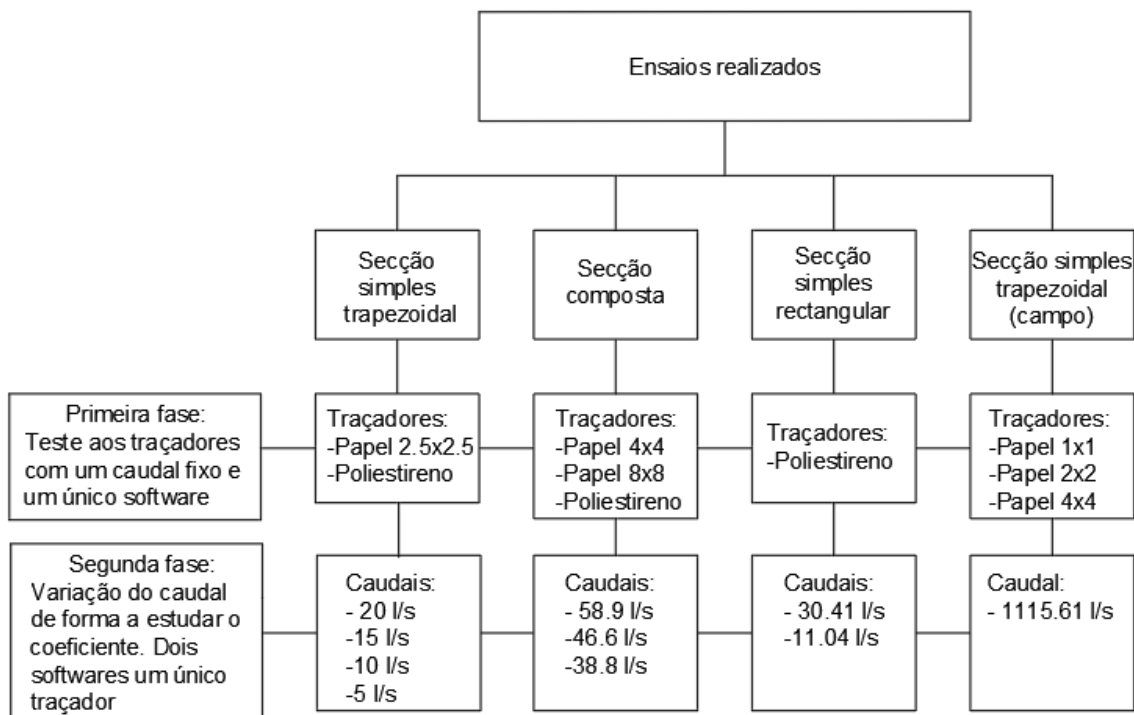 Ensaios realizados
Secção
simples
trapezoidal
Secção
composta
Secção
simples
rectangular
Secção simples
trapezoidal
(campo)
Primeira fase:
Teste aos traçadores
com um caudal fixo e
um único software
Traçadores:
-Papel 2.5x2.5
-Poliestireno
Traçadores:
-Papel 4x4
-Papel 8x8
-Poliestireno
Traçadores:
-Poliestireno
Traçadores:
-Papel 1x1
-Papel 2x2
-Papel 4x4
Segunda fase:
Variação do caudal
de forma a estudar o
coeficiente. Dois
softwares um único
traçador
Caudais:
- 20 l/s
-15 l/s
-10 l/s
-5 l/s
Caudais:
- 58.9 l/s
-46.6 l/s
-38.8 l/s
Caudais:
- 30.41 l/s
-11.04 l/s
Caudal:
- 1115.61 l/s